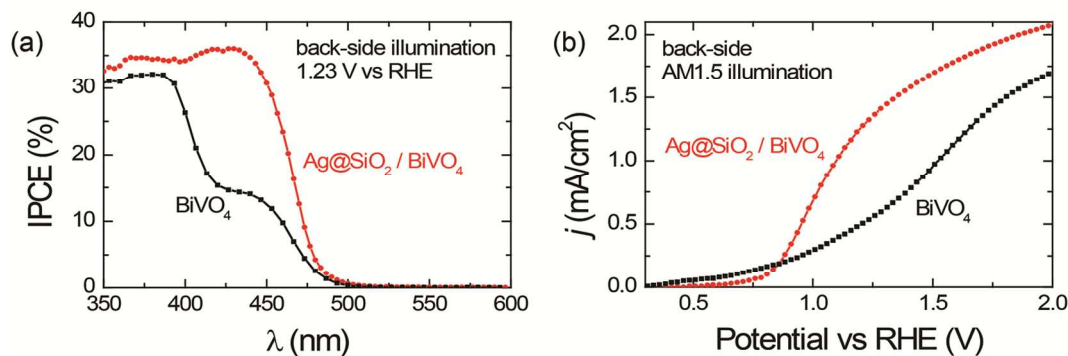 (a)
40
30
20
10
0
IPCE (%)
back-side illumination
1.23 V vs RHE
Ag@SiO₂ / BiVO₄
BiVO₄
350 400 450 500 550 600
λ (nm)
(b)
2.0
1.5
1.0
0.5
0.0
j (mA/cm²)
back-side
AM1.5 illumination
Ag@SiO₂ / BiVO₄
BiVO₄
0.5 1.0 1.5 2.0
Potential vs RHE (V)